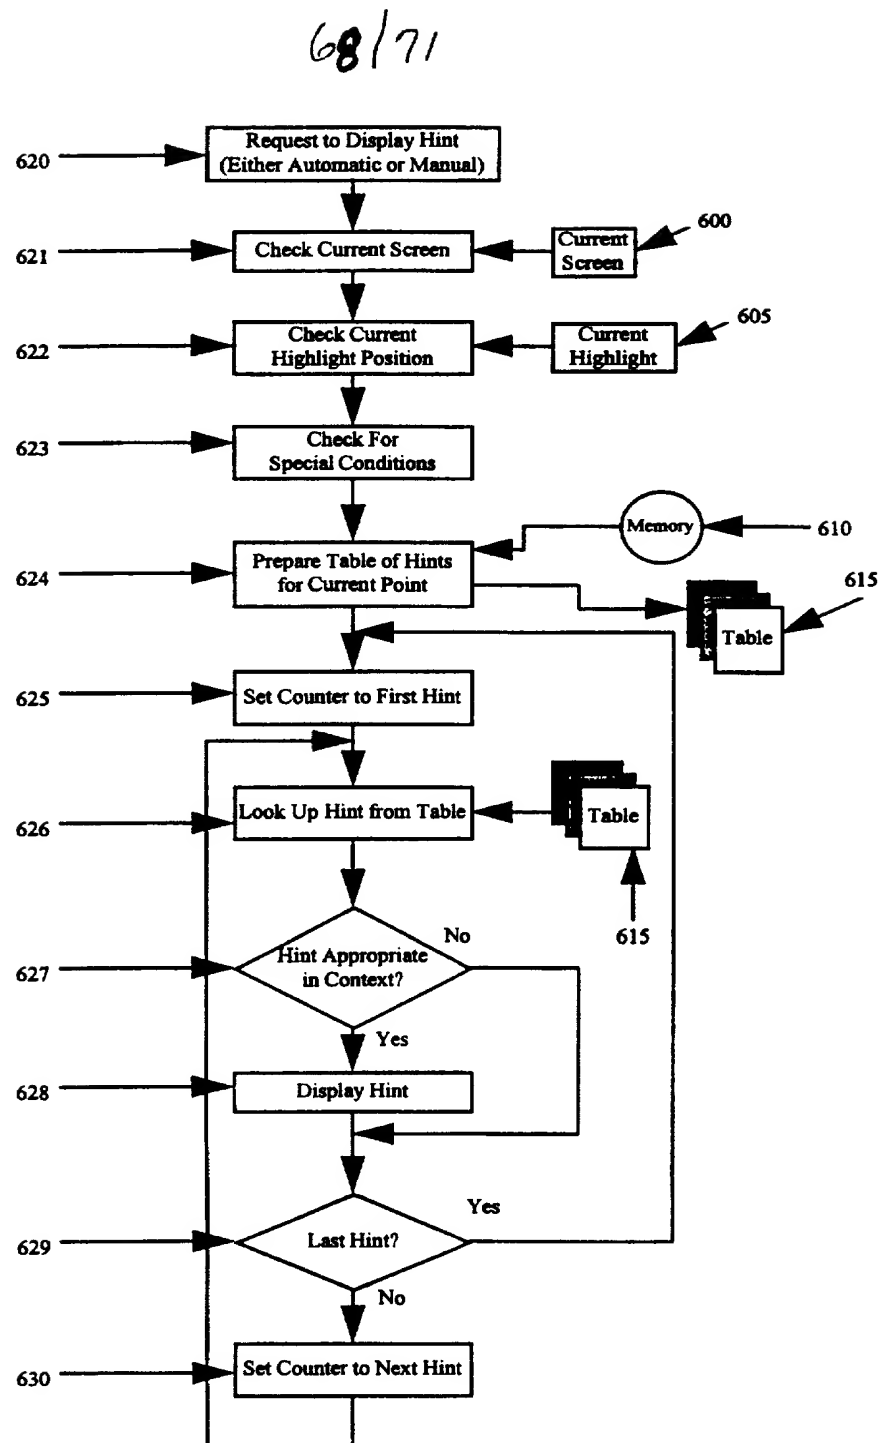 68/71
Request to Display Hint
(Either Automatic or Manual)
620
600
Check Current Screen
Current
Screen
621
605
Check Current
Highlight Position
Current
Highlight
622
Check For
Special Conditions
623
Memory
610
Prepare Table of Hints
for Current Point
624
615
Table
Set Counter to First Hint
625
Look Up Hint from Table
Table
626
615
No
Hint Appropriate
in Context?
627
Yes
Display Hint
628
Yes
Last Hint?
629
No
Set Counter to Next Hint
630